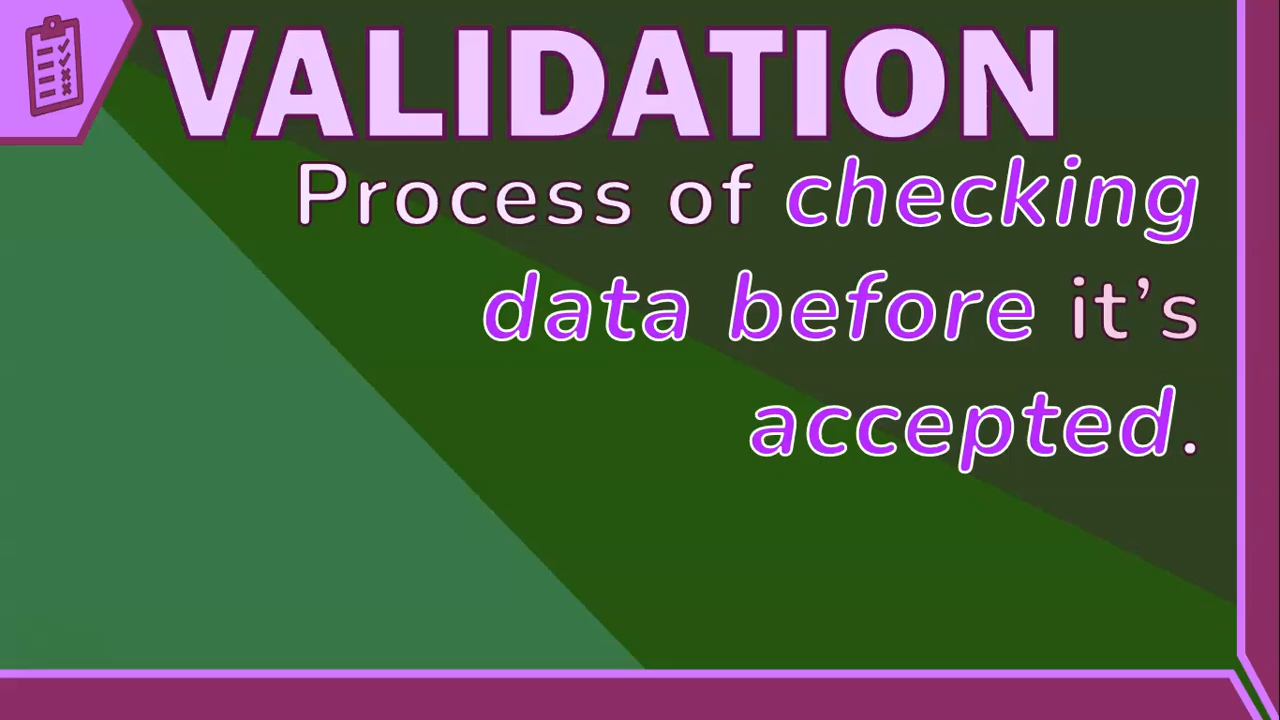 VALIDATION
Process of checking
data before it’s
accepted.